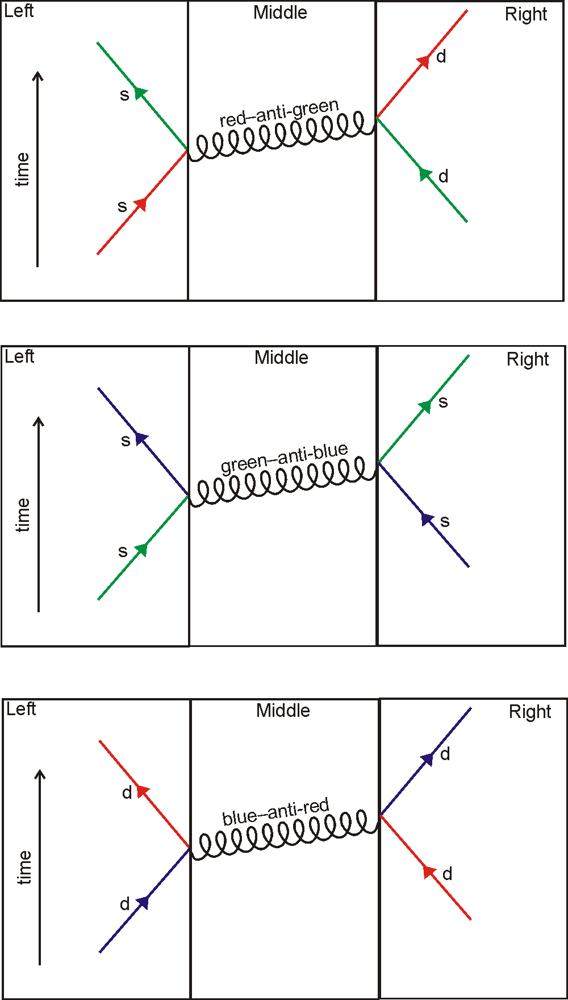 Left
Middle
Right
d
s
red–anti-green
time
d
s
Left
Middle
Right
s
s
green–anti-blue
time
s
s
Left
Middle
Right
d
d
blue–anti-red
time
d
d